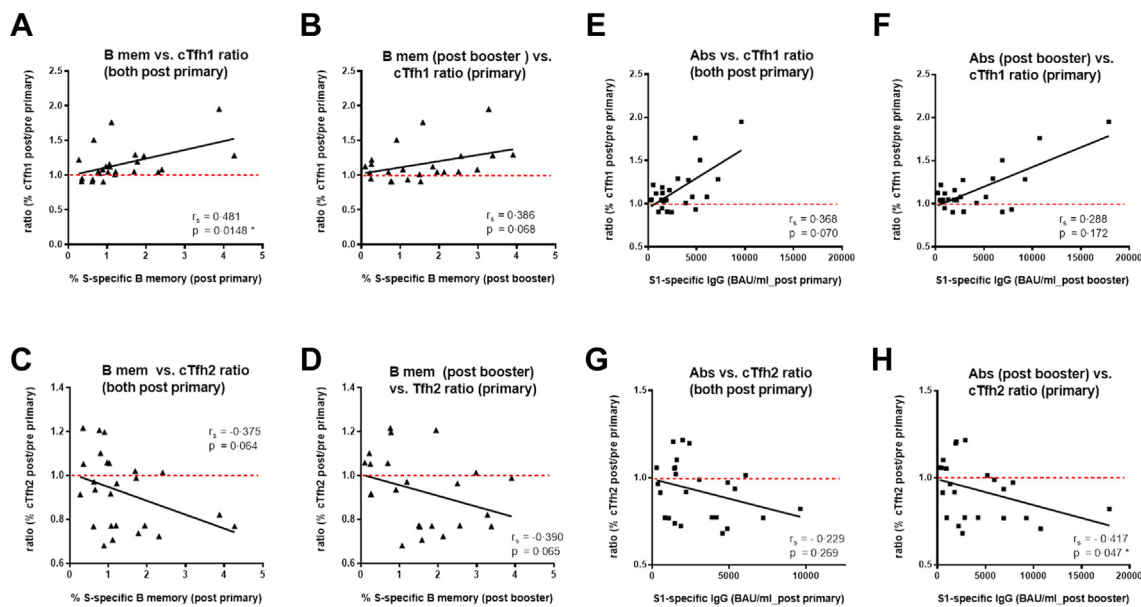 A
B mem vs. cTfh1 ratio
(both post primary)
ratio (% cTfh1 post/pre primary)
2.5
2.0
1.5
1.0
0.5
0.0
r_s = 0·481
p = 0·0148 *
0 1 2 3 4 5
% S-specific B memory (post primary)
B
B mem (post booster ) vs.
cTfh1 ratio (primary)
ratio (% cTfh1 post/pre primary)
2.5
2.0
1.5
1.0
0.5
0.0
r_s = 0·386
p = 0·068
0 1 2 3 4 5
% S-specific B memory (post booster)
E
Abs vs. cTfh1 ratio
(both post primary)
ratio (% cTfh1 post/pre primary)
2.5
2.0
1.5
1.0
0.5
r_s = 0·368
p = 0·070
0 5000 10000 15000 20000
S1-specific IgG (BAU/ml_post primary)
F
Abs (post booster) vs.
cTfh1 ratio (primary)
ratio (% cTfh1 post/pre primary)
2.5
2.0
1.5
1.0
0.5
r_s = 0·288
p = 0·172
0 5000 10000 15000 20000
S1-specific IgG (BAU/ml_post booster)
C
B mem vs. cTfh2 ratio
(both post primary)
ratio (% cTfh2 post/pre primary)
1.4
1.2
1.0
0.8
0.6
r_s = -0·375
p = 0·064
0 1 2 3 4 5
% S-specific B memory (post booster)
D
B mem (post booster)
vs. Tfh2 ratio (primary)
ratio (% cTfh2 post/pre primary)
1.4
1.2
1.0
0.8
0.6
r_s = -0·390
p = 0·065
0 1 2 3 4 5
% S-specific B memory (post booster)
G
Abs vs. cTfh2 ratio
(both post primary)
ratio (% cTfh2 post/pre primary)
1.5
1.0
0.5
r_s = - 0·229
p = 0·269
0 5000 10000
S1-specific IgG (BAU/ml_post primary)
H
Abs (post booster) vs.
cTfh2 ratio (primary)
ratio (% cTfh2 post/pre primary)
1.5
1.0
0.5
r_s = - 0·417
p = 0·047 *
0 5000 10000 15000 20000
S1-specific IgG (BAU/ml_post booster)